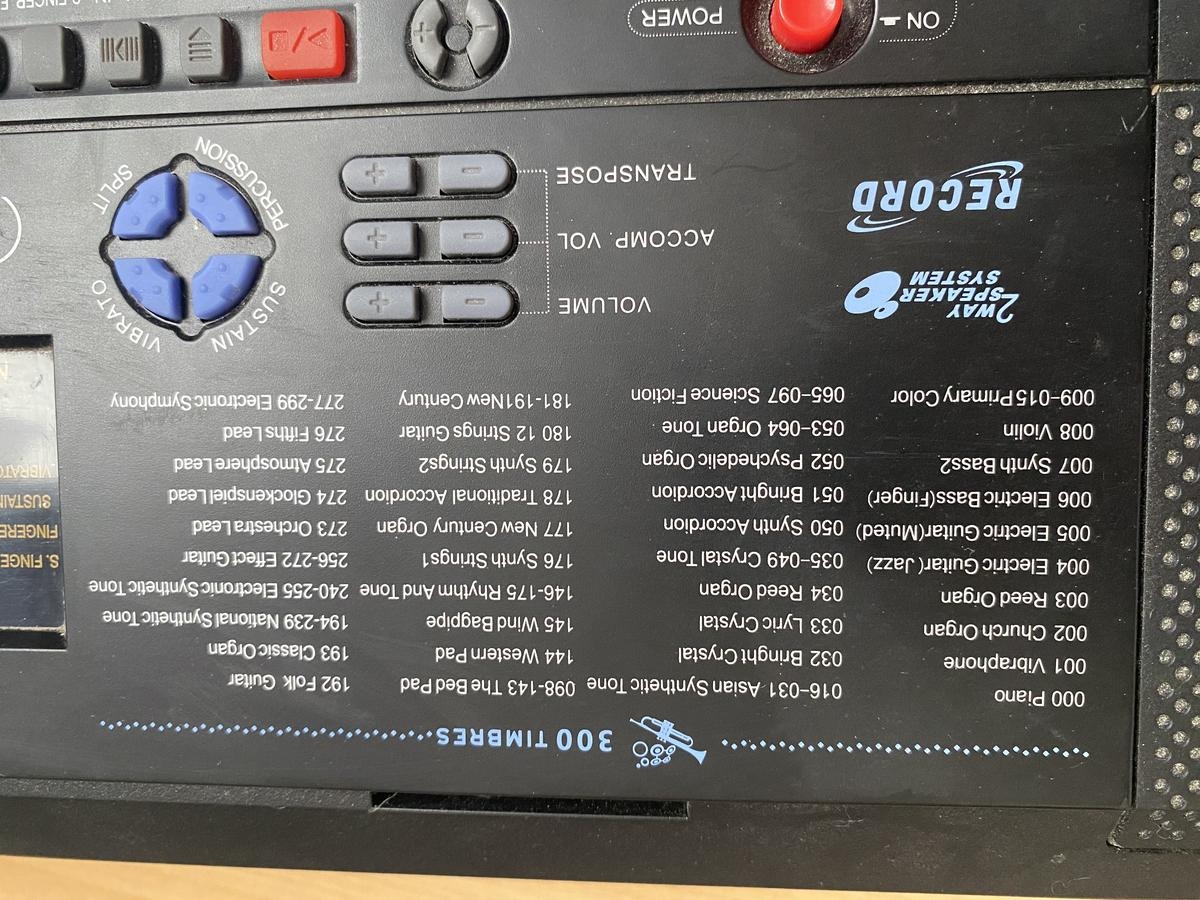 300 TIMBRES
000 Piano
001 Vibraphone
002 Church Organ
003 Reed Organ
004 Electric Guitar( Jazz)
005 Electric Guitar(Muted)
006 Electric Bass(Finger)
007 Synth Bass2
008 Violin
009–015 Primary Color
016–031 Asian Synthetic Tone
032 Bright Crystal
033 Lyric Crystal
034 Reed Organ
035–049 Crystal Tone
050 Synth Accordion
051 Bringht Accordion
052 Psychedelic Organ
053–064 Organ Tone
065–097 Science Fiction
098-143 The Bed Pad
144 Western Pad
145 Wind Bagpipe
146-175 Rhythm And Tone
176 Synth Strings1
177 New Century Organ
178 Traditional Accordion
179 Synth Strings2
180 12 Strings Guitar
181-191New Century
192 Folk Guitar
193 Classic Organ
194-239 National Synthetic Tone
240-255 Electronic Synthetic Tone
256-272 Effect Guitar
273 Orchestra Lead
274 Glockenspiel Lead
275 Atmosphere Lead
276 Fifths Lead
277-299 Electronic Symphony
S. FINGE
FINGERE
SUSTAIN
VIBRATO
2WAY
SPEAKER
SYSTEM
RECORD
VOLUME
- +
ACCOMP. VOL
- +
TRANSPOSE
- +
SUSTAIN
VIBRATO
PERCUSSION
SPLIT
ON
POWER
- +